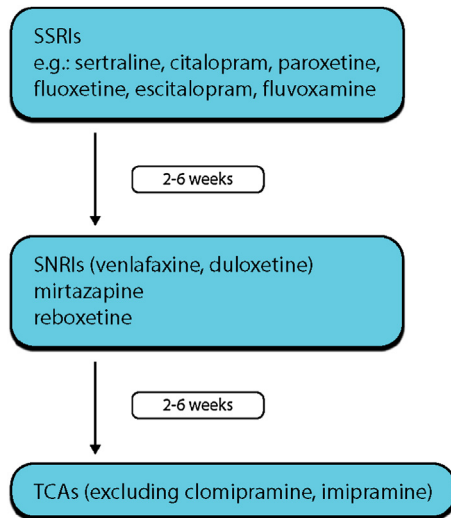 SSRIs
e.g.: sertraline, citalopram, paroxetine,
fluoxetine, escitalopram, fluvoxamine
2-6 weeks
SNRIs (venlafaxine, duloxetine)
mirtazapine
reboxetine
2-6 weeks
TCAs (excluding clomipramine, imipramine)